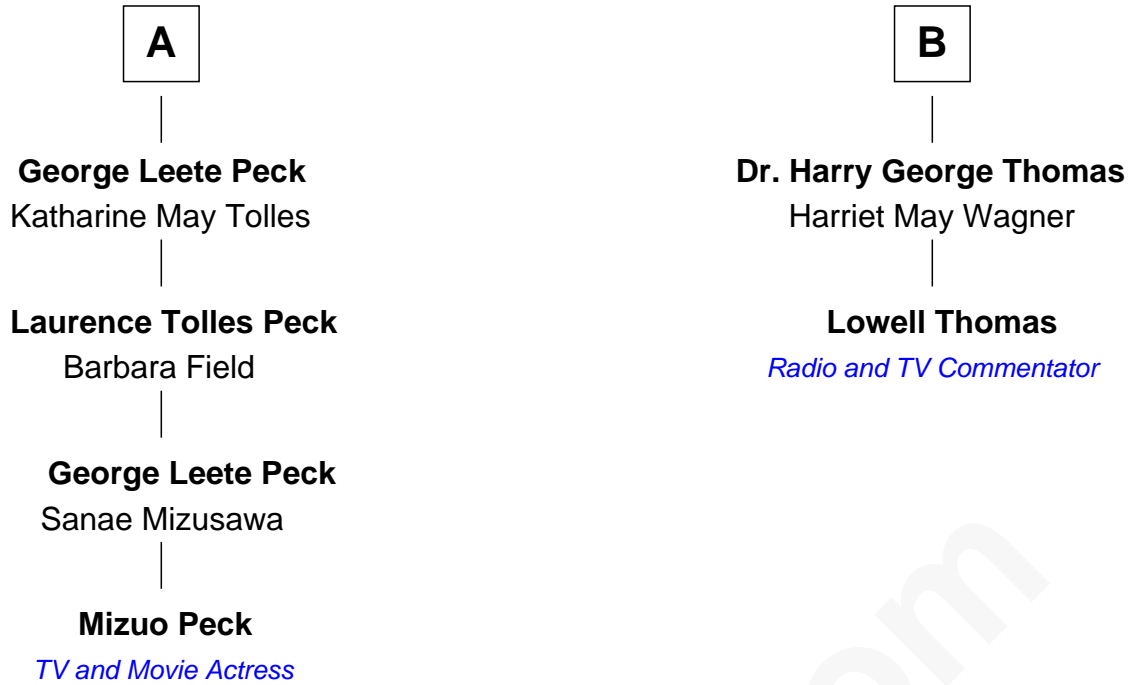 A
George Leete Peck
Katharine May Tolles
Laurence Tolles Peck
Barbara Field
George Leete Peck
Sanae Mizusawa
Mizuo Peck
TV and Movie Actress
B
Dr. Harry George Thomas
Harriet May Wagner
Lowell Thomas
Radio and TV Commentator
om